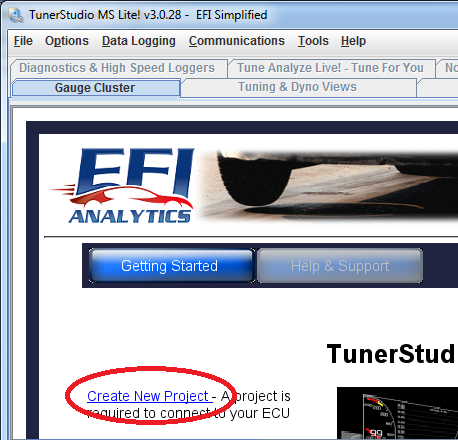 TunerStudio MS Lite! v3.0.28 - EFI Simplified
File Options Data Logging Communications Tools Help
Diagnostics & High Speed Loggers Tune Analyze Live! - Tune For You No
Gauge Cluster Tuning & Dyno Views
EFI
ANALYTICS
Getting Started Help & Support
TunerStud
Create New Project - A project is
required to connect to your ECU